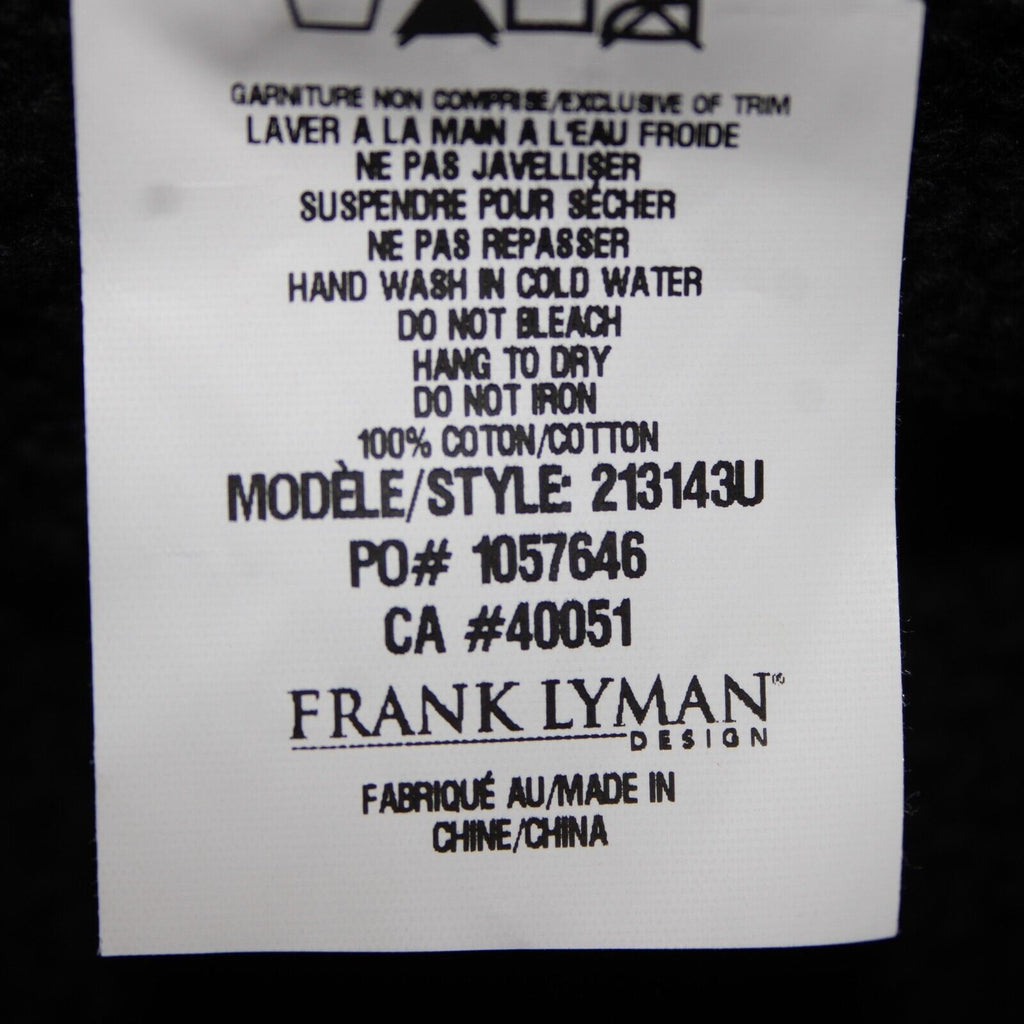 GARNITURE NON COMPRISE/EXCLUSIVE OF TRIM
LAVER A LA MAIN A L'EAU FROIDE
NE PAS JAVELLISER
SUSPENDRE POUR SÉCHER
NE PAS REPASSER
HAND WASH IN COLD WATER
DO NOT BLEACH
HANG TO DRY
DO NOT IRON
100% COTON/COTTON
MODÈLE/STYLE: 213143U
PO# 1057646
CA #40051
FRANK LYMAN®
DESIGN
FABRIQUÉ AU/MADE IN
CHINE/CHINA